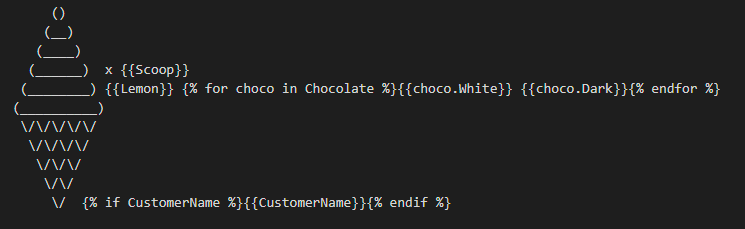 ()
     (__)
    (____)
   (______)  x {{Scoop}}
  (________) {{Lemon}} {% for choco in Chocolate %}{{choco.White}} {{choco.Dark}}{% endfor %}
 (__________)
  \/\/\/\/\/
   \/\/\/\/
    \/\/\/
     \/\/
      \/  {% if CustomerName %}{{CustomerName}}{% endif %}